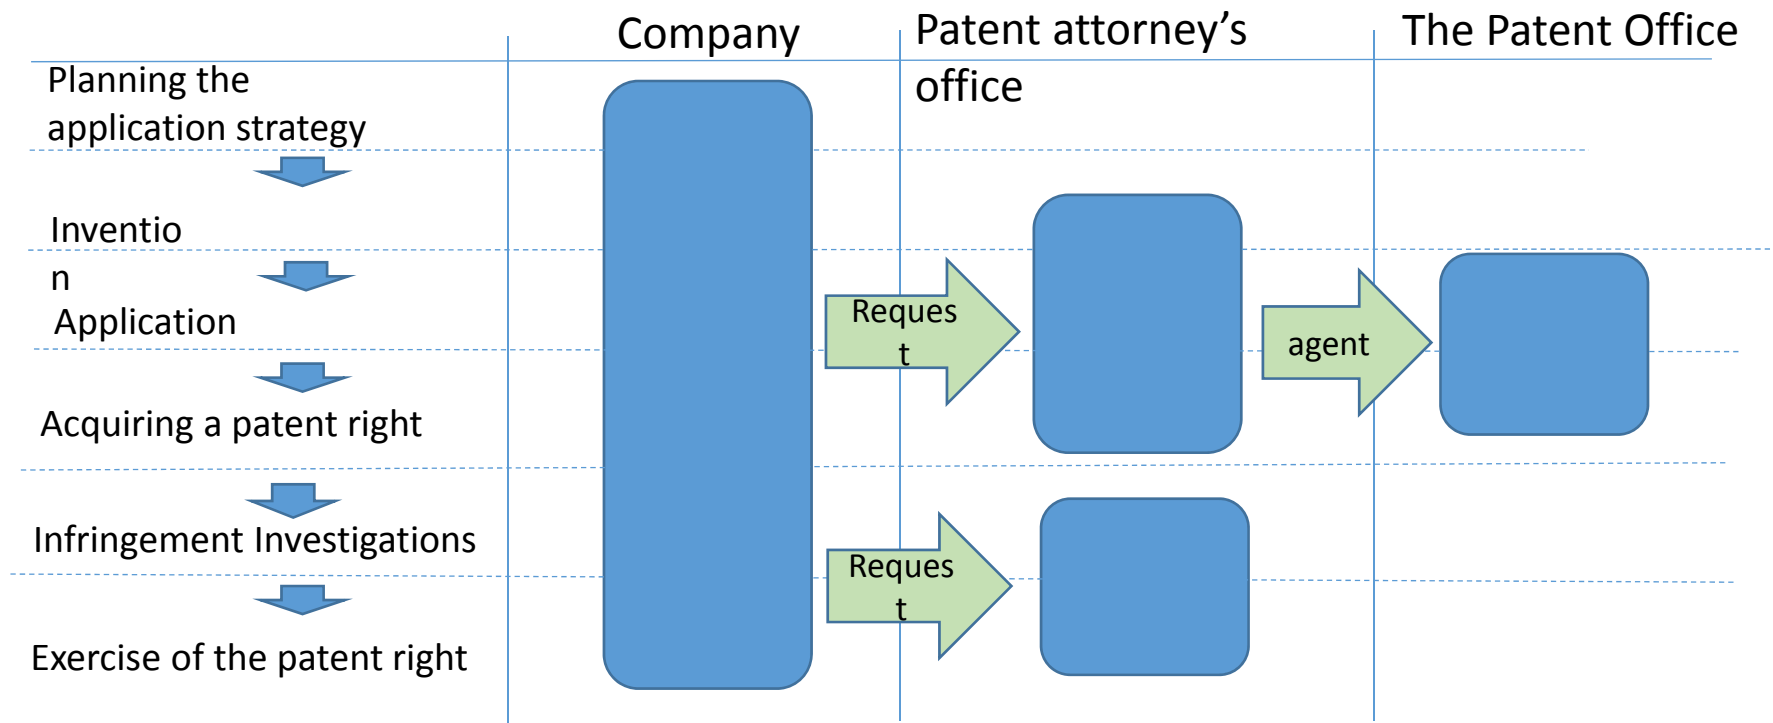 Company
Patent attorney's
office
The Patent Office
Planning the
application strategy
Inventio
n
Application
Acquiring a patent right
Infringement Investigations
Exercise of the patent right
Reques
t
agent
Reques
t